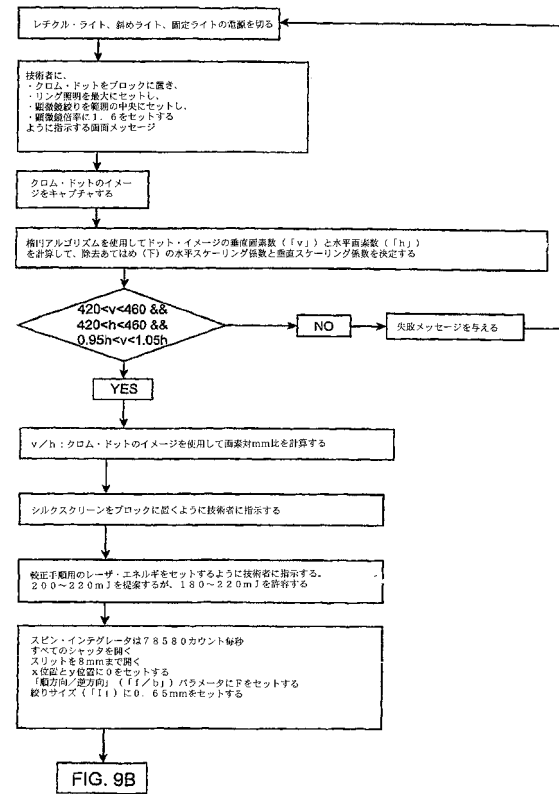 レチクル・ライト、斜めライト、固定ライトの電源を切る
技術者に、
・クロム・ドットをブロックに置き、
・リング照明を最大にセットし、
・顕微鏡絞りを範囲の中央にセットし、
・顕微鏡倍率に1.6をセットする
ように指示する画面メッセージ
クロム・ドットのイメー
ジをキャプチャする
楕円アルゴリズムを使用してドット・イメージの垂直画素数(「v」)と水平画素数(「h」)
を計算して、除去あてはめ(下)の水平スケーリング係数と垂直スケーリング係数を決定する
420<v<460 &&
420<h<460 &&
0.95h<v<1.05h
NO
失敗メッセージを与える
YES
v/h:クロム・ドットのイメージを使用して画素対mm比を計算する
シルクスクリーンをブロックに置くように技術者に指示する
較正手順用のレーザ・エネルギをセットするように技術者に指示する。
200~220mJを提案するが、180~220mJを許容する
スピン・インテグレータは78580カウント毎秒
すべてのシャッタを開く
スリットを8mmまで開く
x位置とy位置に0をセットする
「順方向/逆方向」(「f/b」)パラメータにFをセットする
絞りサイズ(「I」)に0.65mmをセットする
FIG. 9B